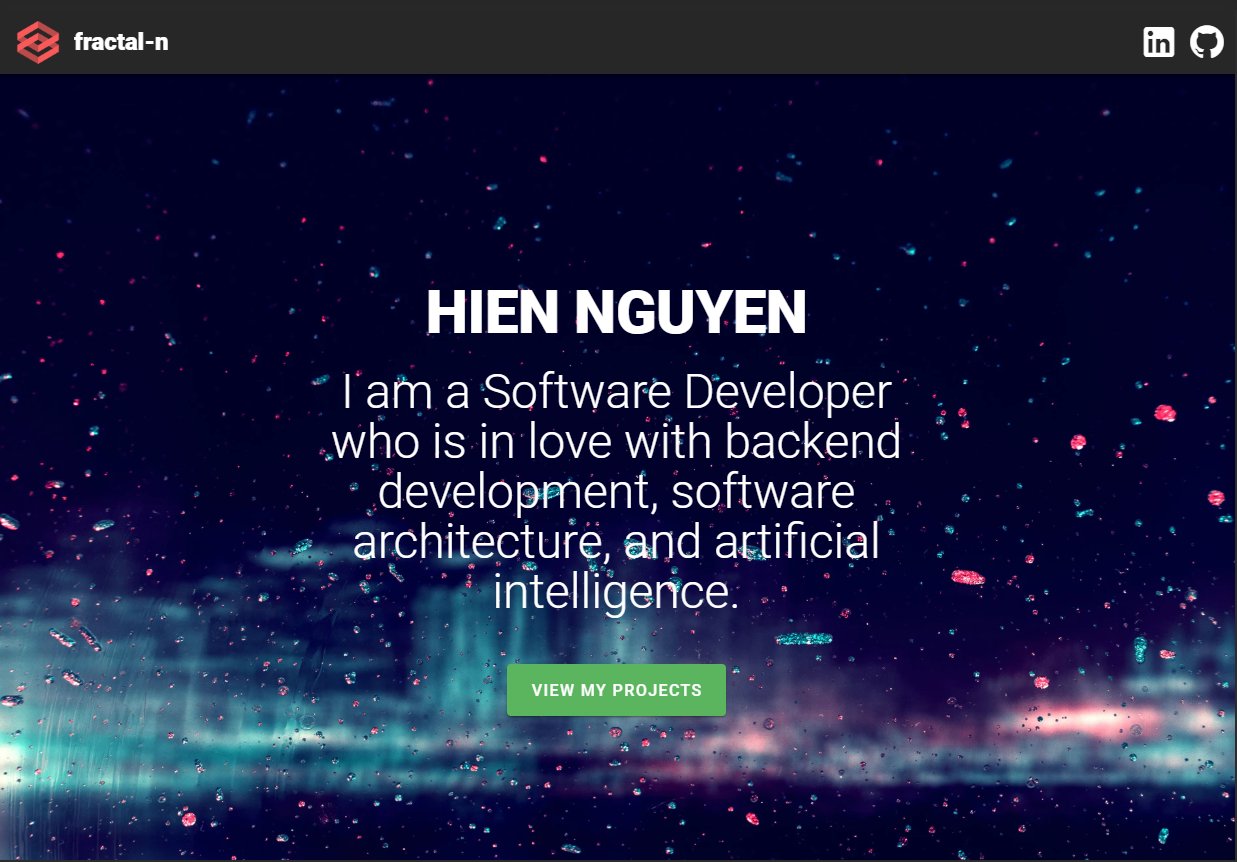 fractal-n
in
HIEN NGUYEN
I am a Software Developer
who is in love with backend
development, software
architecture, and artificial
intelligence.
VIEW MY PROJECTS